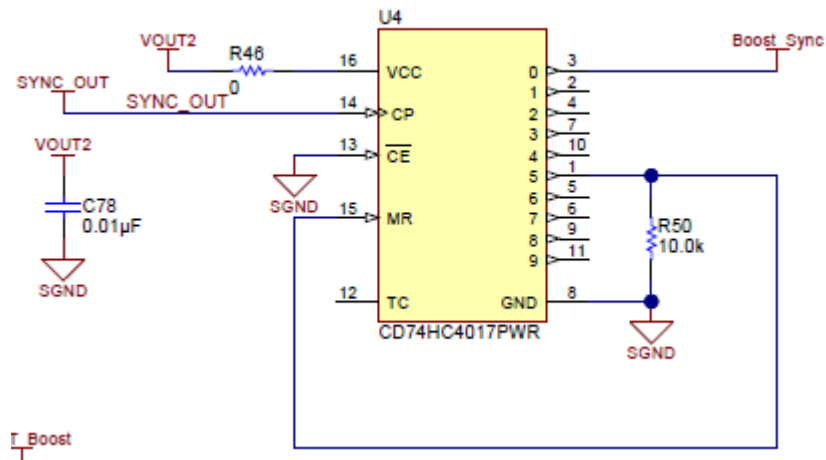 U4
VOUT2
R46
0
16
VCC
SYNC_OUT
SYNC_OUT
14
CP
13
CE
SGND
VOUT2
C78
0.01µF
SGND
15
MR
12
TC
0
3
Boost_Sync
1
2
2
4
3
7
4
10
5
1
6
5
7
6
8
9
9
11
R50
10.0k
GND
8
SGND
CD74HC4017PWR
T_Boost